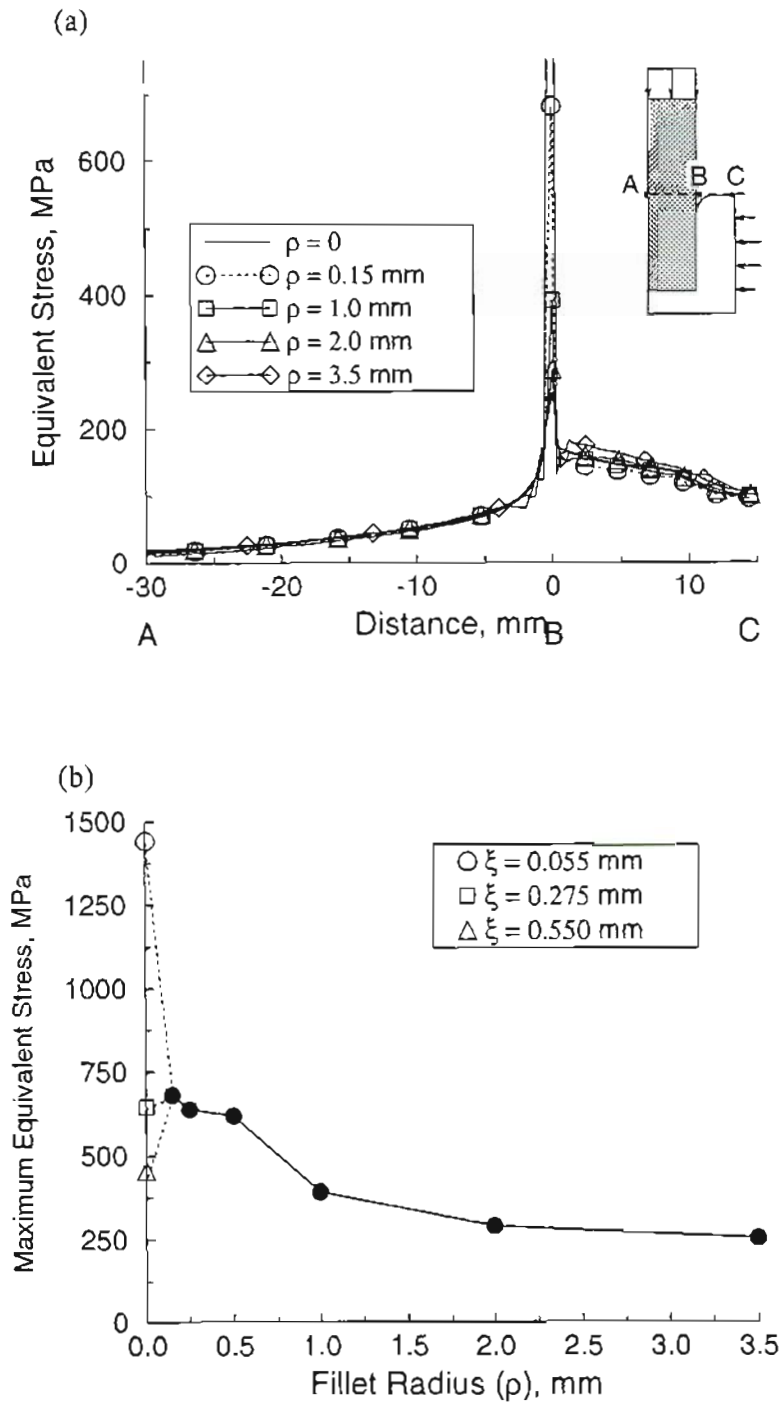 (a)
Equivalent Stress, MPa
600
400
200
0
ρ = 0
ρ = 0.15 mm
ρ = 1.0 mm
ρ = 2.0 mm
ρ = 3.5 mm
A B C
-30 -20 -10 0 10
Distance, mm
A B C
(b)
Maximum Equivalent Stress, MPa
1500
1250
1000
750
500
250
0
ξ = 0.055 mm
ξ = 0.275 mm
ξ = 0.550 mm
0.0 0.5 1.0 1.5 2.0 2.5 3.0 3.5
Fillet Radius (ρ), mm